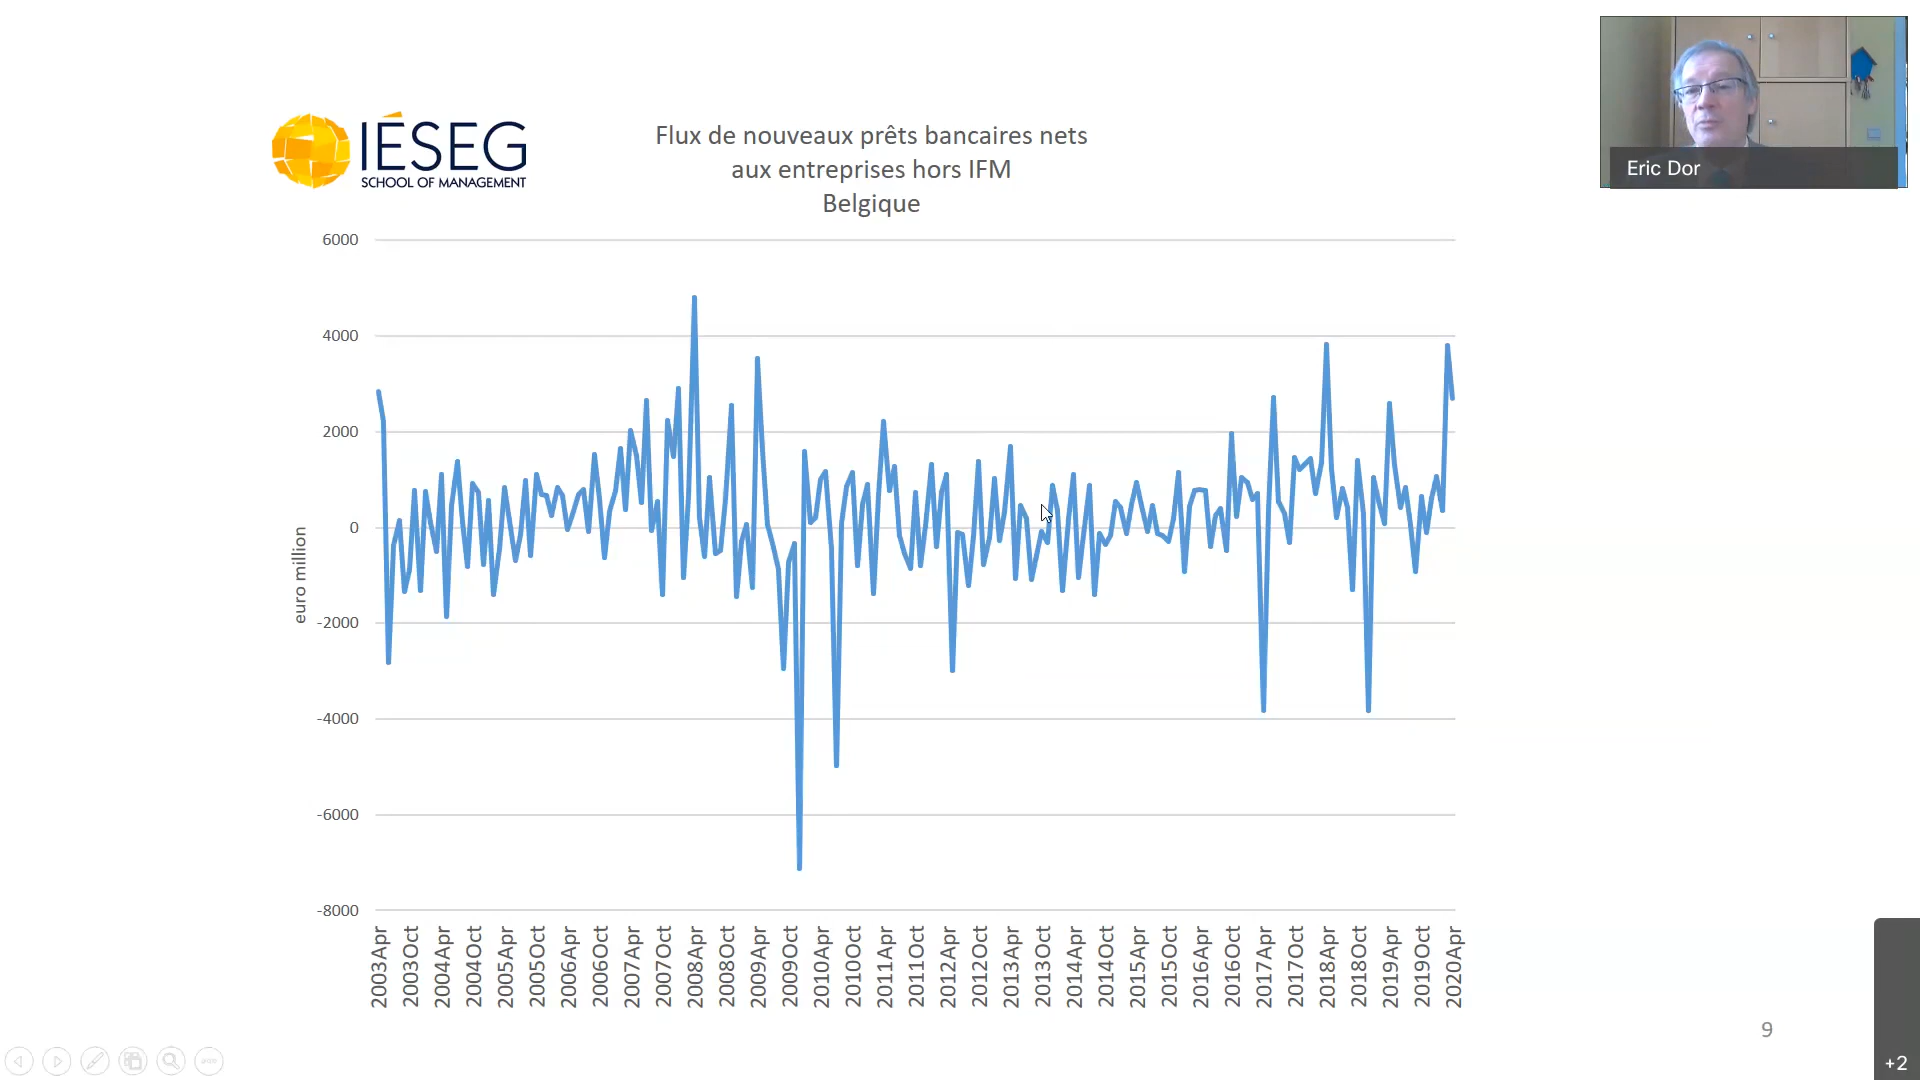 IÉSEG
SCHOOL OF MANAGEMENT
Flux de nouveaux prêts bancaires nets
aux entreprises hors IFM
Belgique
Eric Dor
6000
4000
2000
0
-2000
-4000
-6000
-8000
euro million
2003Apr
2003Oct
2004Apr
2004Oct
2005Apr
2005Oct
2006Apr
2006Oct
2007Apr
2007Oct
2008Apr
2008Oct
2009Apr
2009Oct
2010Apr
2010Oct
2011Apr
2011Oct
2012Apr
2012Oct
2013Apr
2013Oct
2014Apr
2014Oct
2015Apr
2015Oct
2016Apr
2016Oct
2017Apr
2017Oct
2018Apr
2018Oct
2019Apr
2019Oct
2020Apr
9
+2